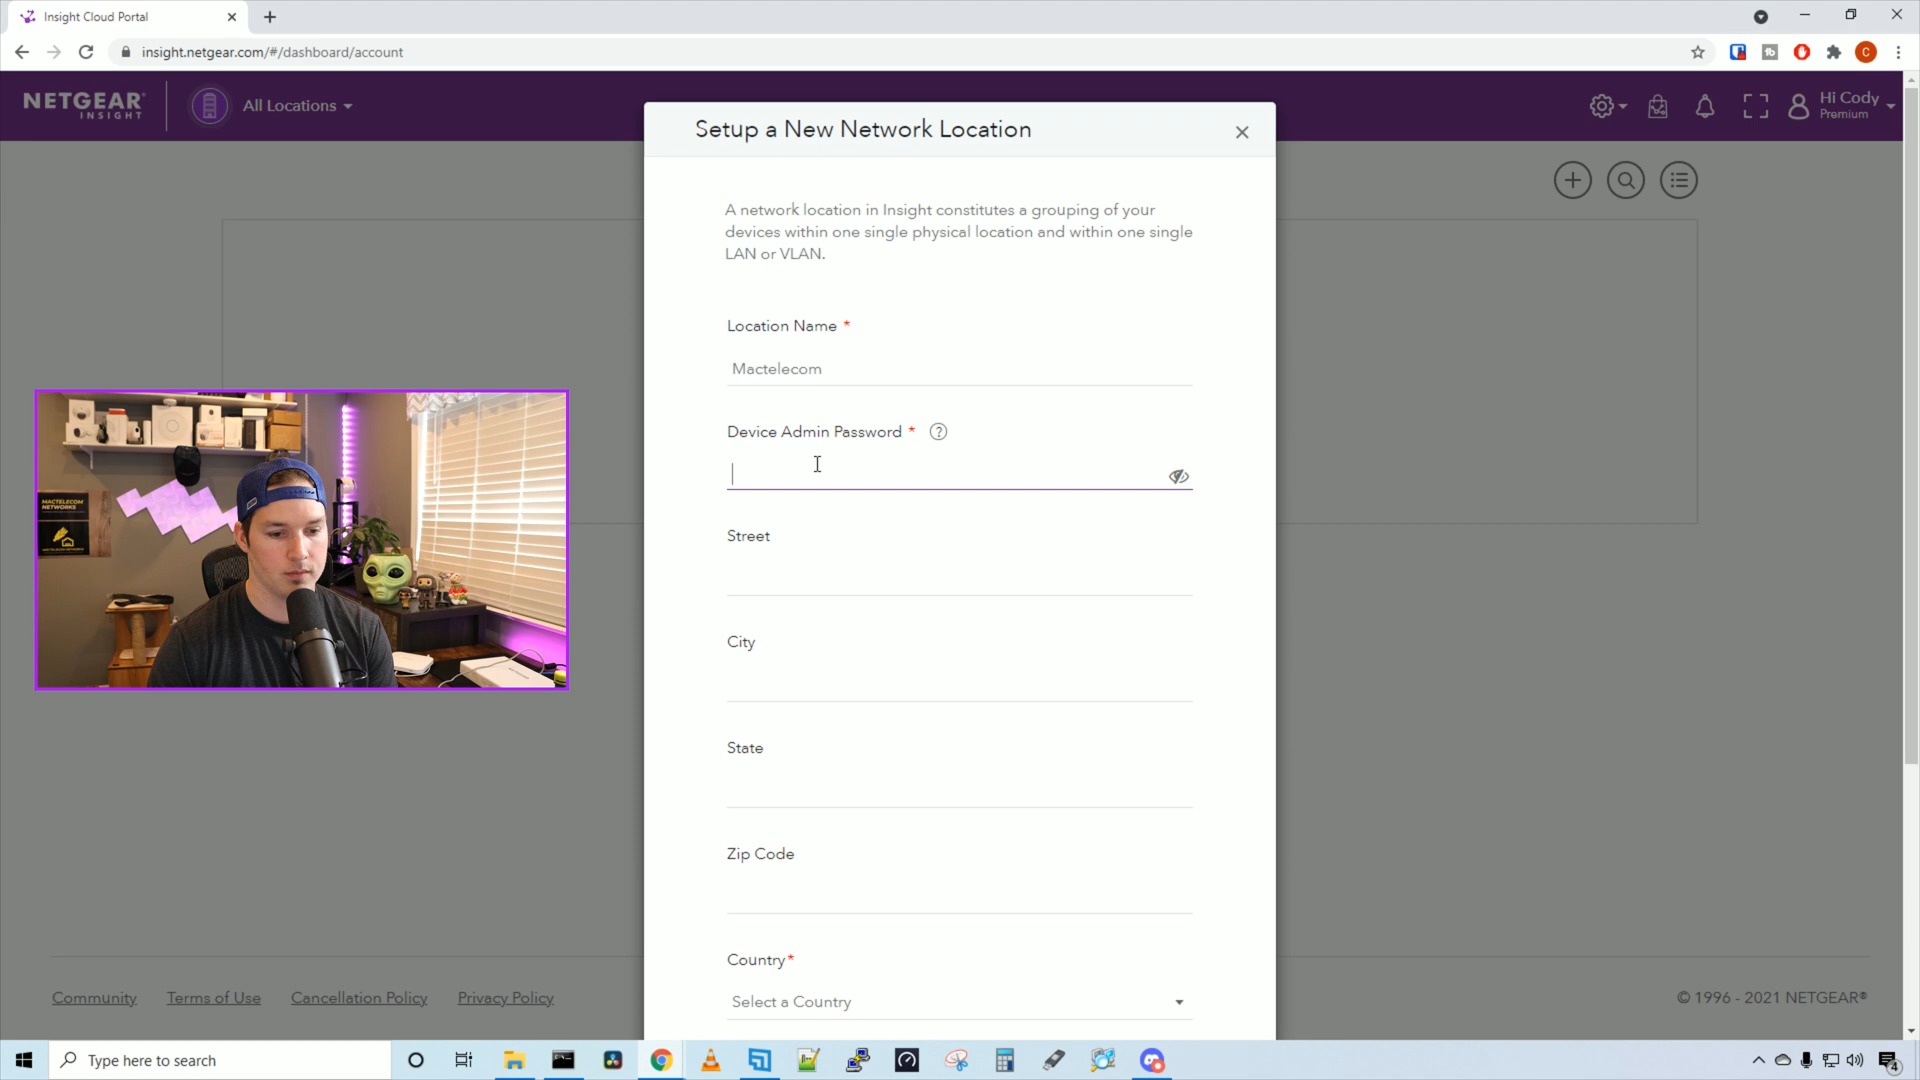 Insight Cloud Portal
insight.netgear.com/#/dashboard/account
NETGEAR
INSIGHT
All Locations
Hi Cody
Premium
Setup a New Network Location
A network location in Insight constitutes a grouping of your
devices within one single physical location and within one single
LAN or VLAN.
Location Name *
Mactelecom
Device Admin Password * ?
Street
City
State
Zip Code
Country*
Select a Country
MACTELECOM
NETWORKS
Community
Terms of Use
Cancellation Policy
Privacy Policy
© 1996 - 2021 NETGEAR®
Type here to search
4